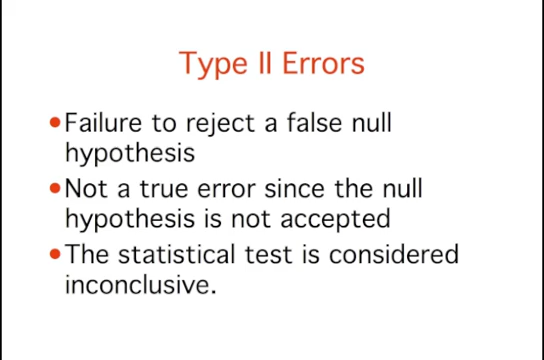 Type II Errors
•Failure to reject a false null
hypothesis
•Not a true error since the null
hypothesis is not accepted
•The statistical test is considered
inconclusive.